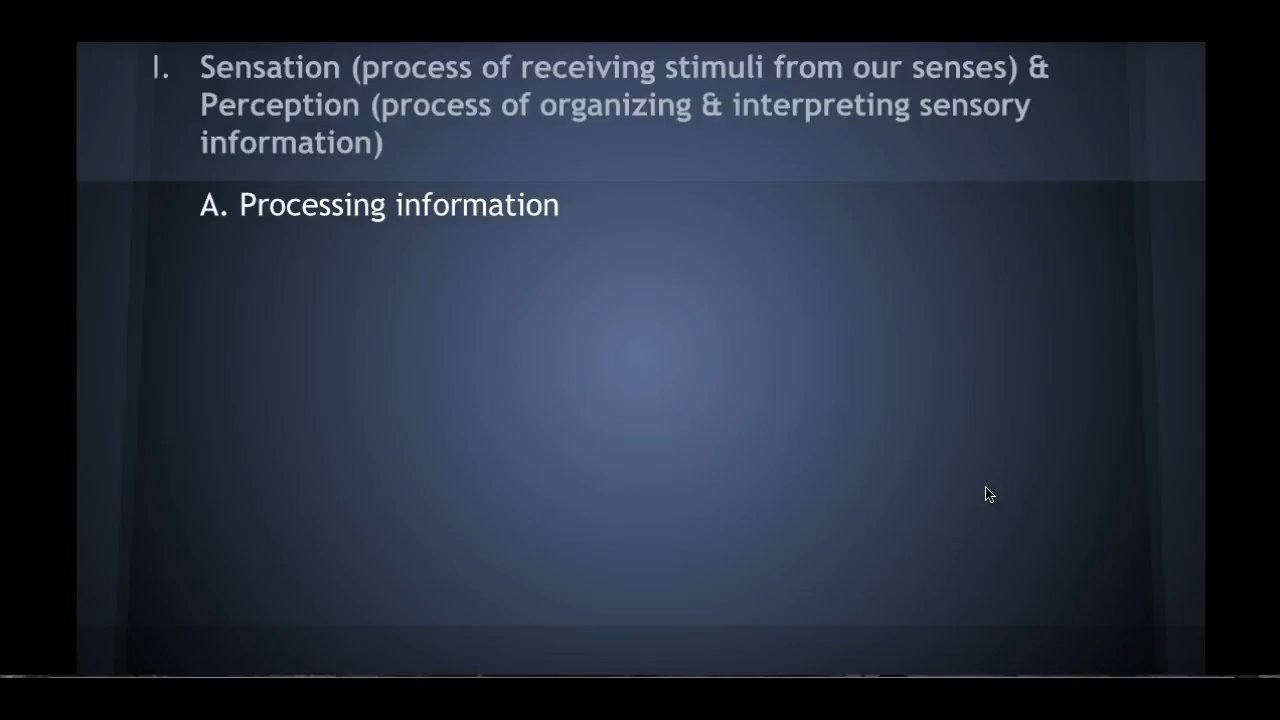 I. Sensation (process of receiving stimuli from our senses) &
Perception (process of organizing & interpreting sensory
information)
A. Processing information